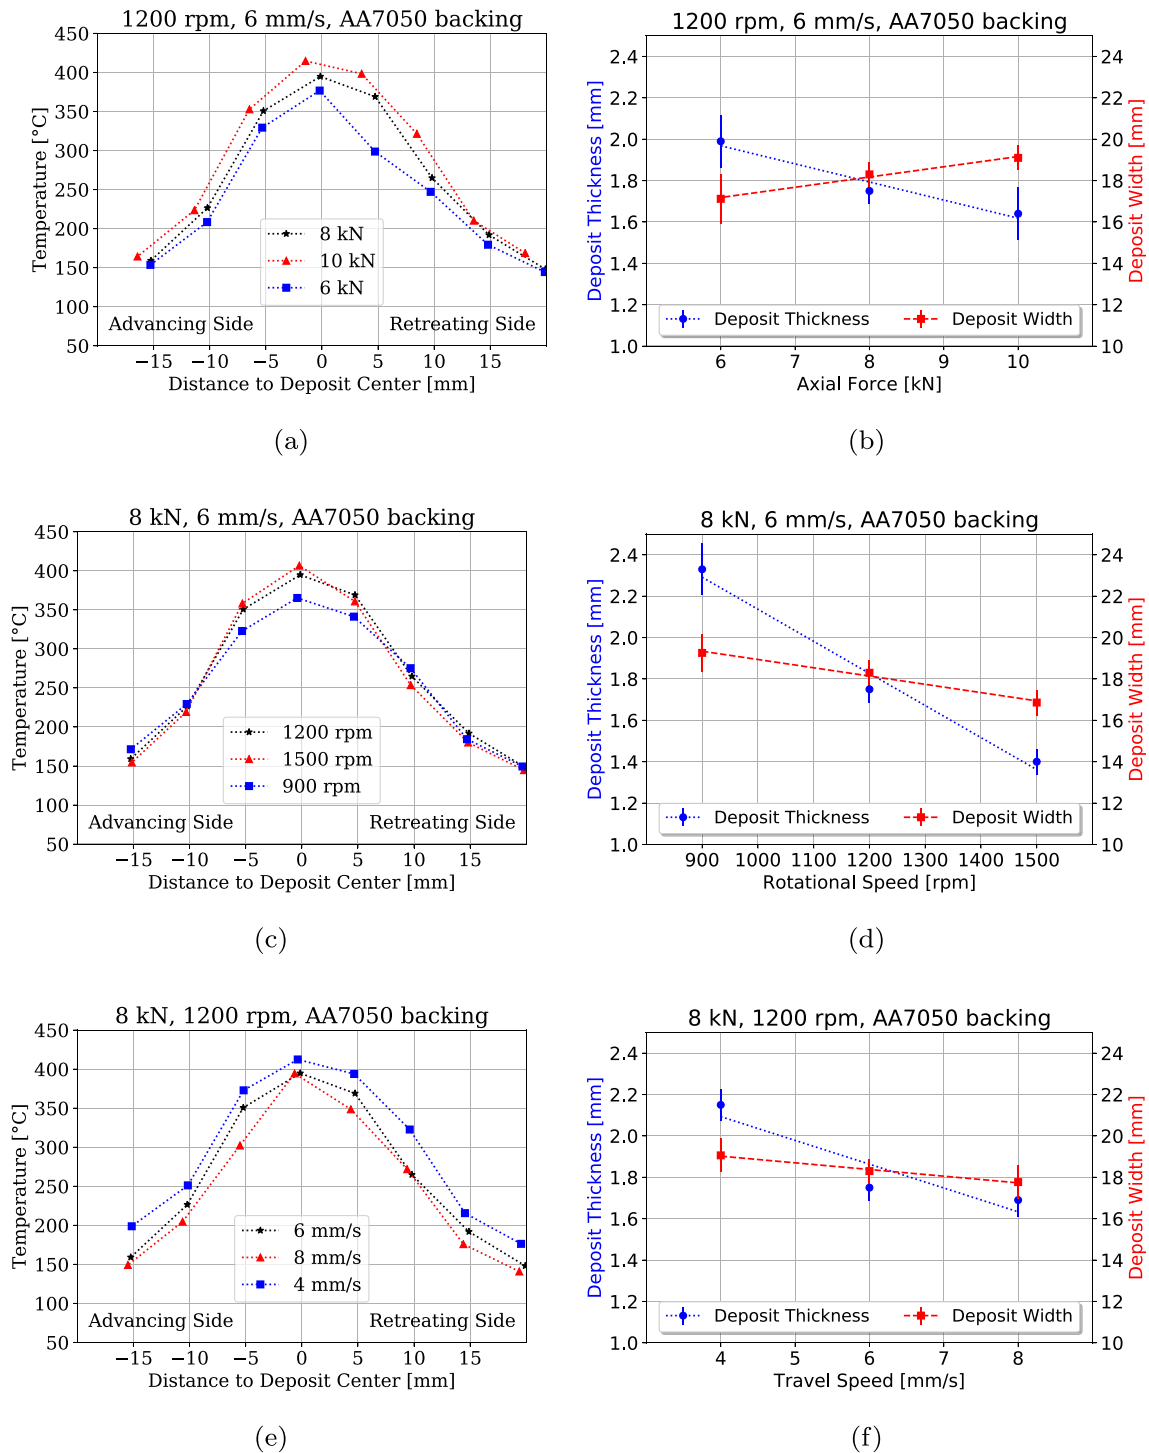 1200 rpm, 6 mm/s, AA7050 backing
450
400
350
300
250
200
150
100
50
Temperature [°C]
8 kN
10 kN
6 kN
Advancing Side
Retreating Side
−15
−10
−5
0
5
10
15
Distance to Deposit Center [mm]
(a)
1200 rpm, 6 mm/s, AA7050 backing
2.4
2.2
2.0
1.8
1.6
1.4
1.2
1.0
Deposit Thickness [mm]
24
22
20
18
16
14
12
10
Deposit Width [mm]
Deposit Thickness
Deposit Width
6
7
8
9
10
Axial Force [kN]
(b)
8 kN, 6 mm/s, AA7050 backing
450
400
350
300
250
200
150
100
50
Temperature [°C]
1200 rpm
1500 rpm
900 rpm
Advancing Side
Retreating Side
−15
−10
−5
0
5
10
15
Distance to Deposit Center [mm]
(c)
8 kN, 6 mm/s, AA7050 backing
2.4
2.2
2.0
1.8
1.6
1.4
1.2
1.0
Deposit Thickness [mm]
24
22
20
18
16
14
12
10
Deposit Width [mm]
Deposit Thickness
Deposit Width
900
1000
1100
1200
1300
1400
1500
Rotational Speed [rpm]
(d)
8 kN, 1200 rpm, AA7050 backing
450
400
350
300
250
200
150
100
50
Temperature [°C]
6 mm/s
8 mm/s
4 mm/s
Advancing Side
Retreating Side
−15
−10
−5
0
5
10
15
Distance to Deposit Center [mm]
(e)
8 kN, 1200 rpm, AA7050 backing
2.4
2.2
2.0
1.8
1.6
1.4
1.2
1.0
Deposit Thickness [mm]
24
22
20
18
16
14
12
10
Deposit Width [mm]
Deposit Thickness
Deposit Width
4
5
6
7
8
Travel Speed [mm/s]
(f)